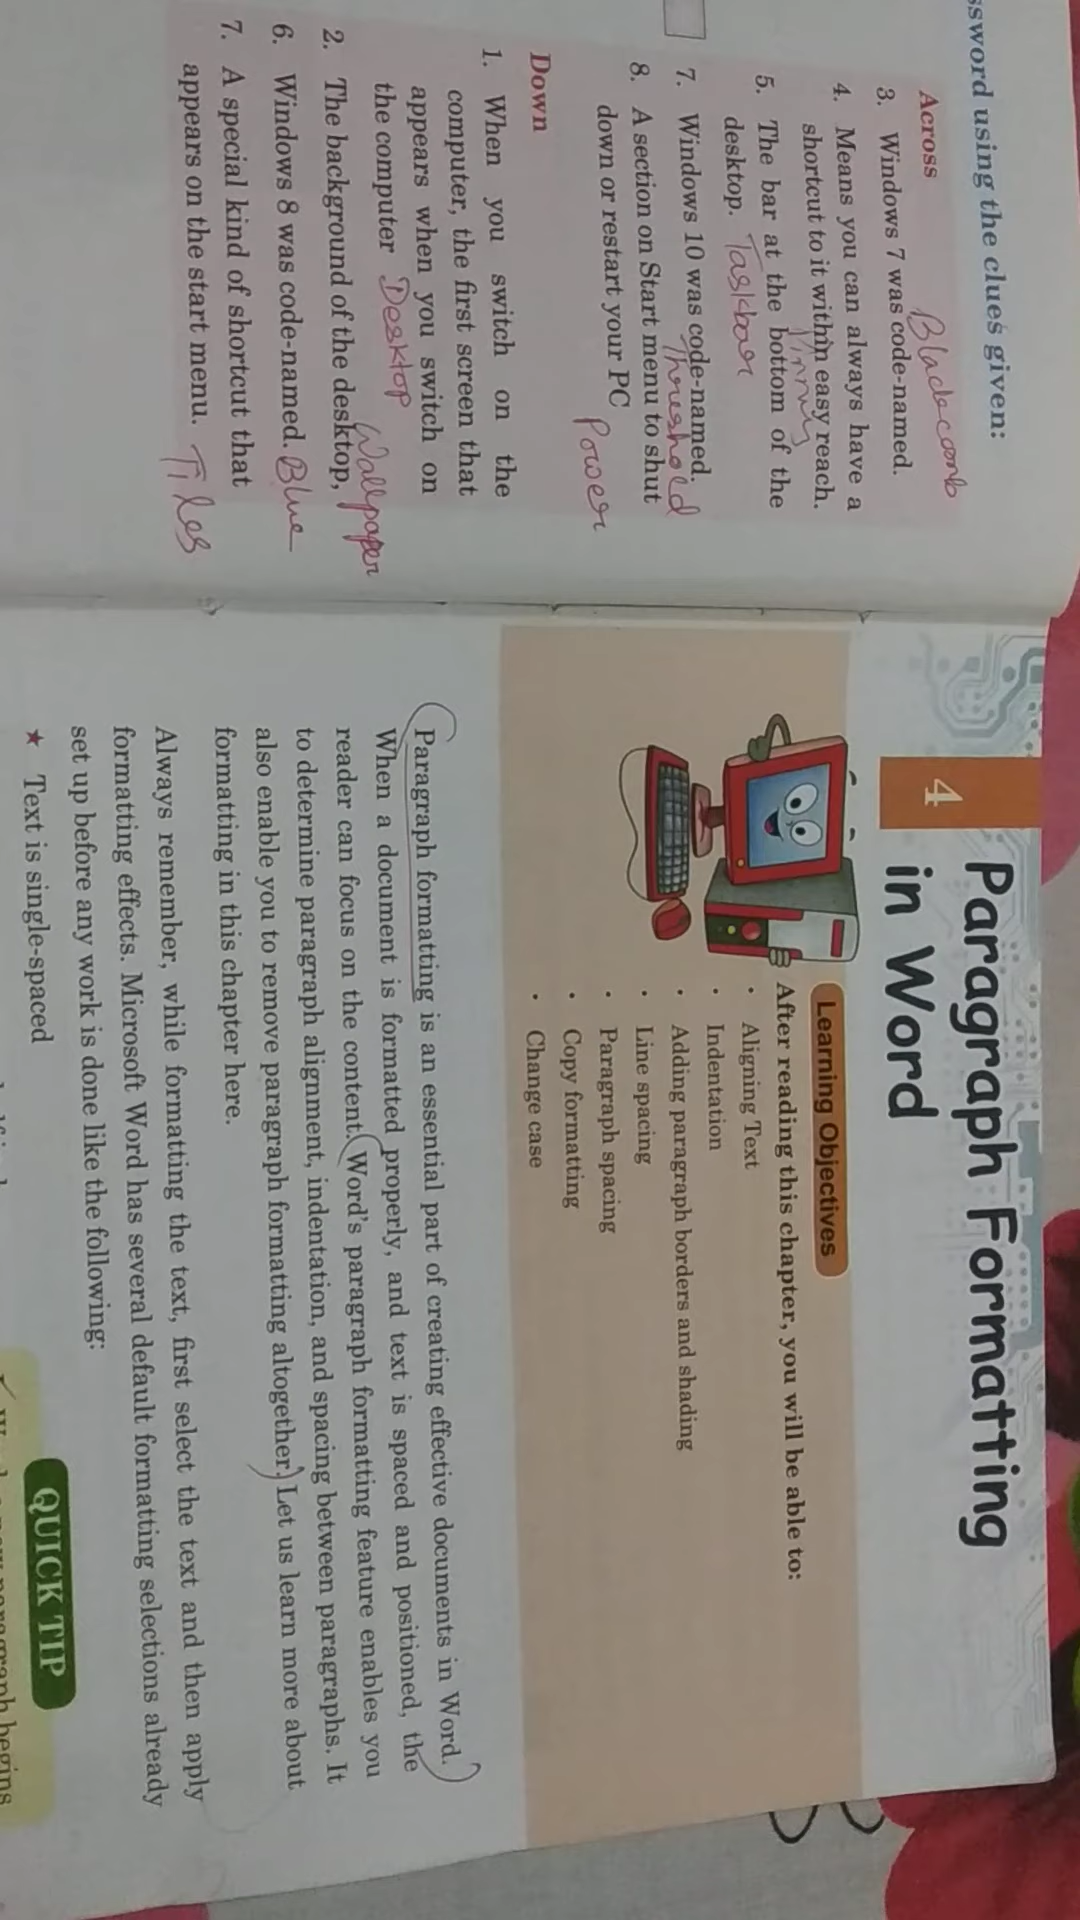 ssword using the clues given:
Across
Blackcomb
3. Windows 7 was code-named.
4. Means you can always have a
shortcut to it within easy reach.
5. The bar at the bottom of the
desktop. Taskbar
7. Windows 10 was code-named.
Threshold
8. A section on Start menu to shut
down or restart your PC
Power
Down
1. When you switch on the
computer, the first screen that
appears when you switch on
the computer Desktop
2. The background of the desktop,
Wallpaper
6. Windows 8 was code-named. Blue
7. A special kind of shortcut that
appears on the start menu. Tiles
4
Paragraph Formatting
in Word
Learning Objectives
After reading this chapter, you will be able to:
• Aligning Text
• Indentation
• Adding paragraph borders and shading
• Line spacing
• Paragraph spacing
• Copy formatting
• Change case
Paragraph formatting is an essential part of creating effective documents in Word.
When a document is formatted properly, and text is spaced and positioned, the
reader can focus on the content. Word's paragraph formatting feature enables you
to determine paragraph alignment, indentation, and spacing between paragraphs. It
also enable you to remove paragraph formatting altogether. Let us learn more about
formatting in this chapter here.
Always remember, while formatting the text, first select the text and then apply
formatting effects. Microsoft Word has several default formatting selections already
set up before any work is done like the following:
★ Text is single-spaced
QUICK TIP
paragraph begins